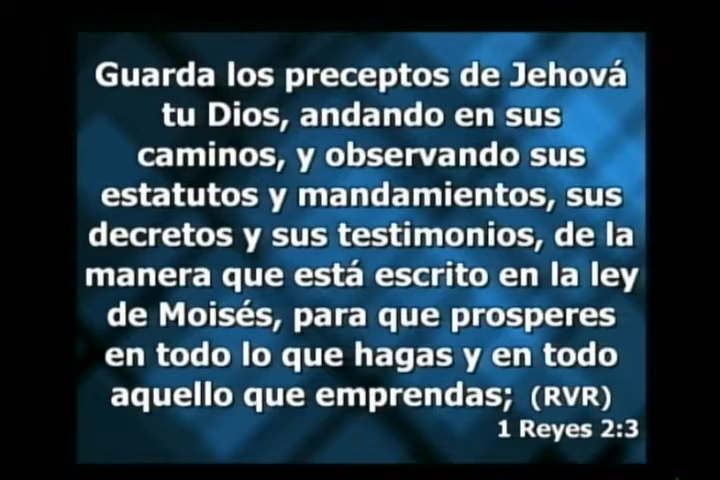 Guarda los preceptos de Jehová
tu Dios, andando en sus
caminos, y observando sus
estatutos y mandamientos, sus
decretos y sus testimonios, de la
manera que está escrito en la ley
de Moisés, para que prosperes
en todo lo que hagas y en todo
aquello que emprendas; (RVR)
1 Reyes 2:3